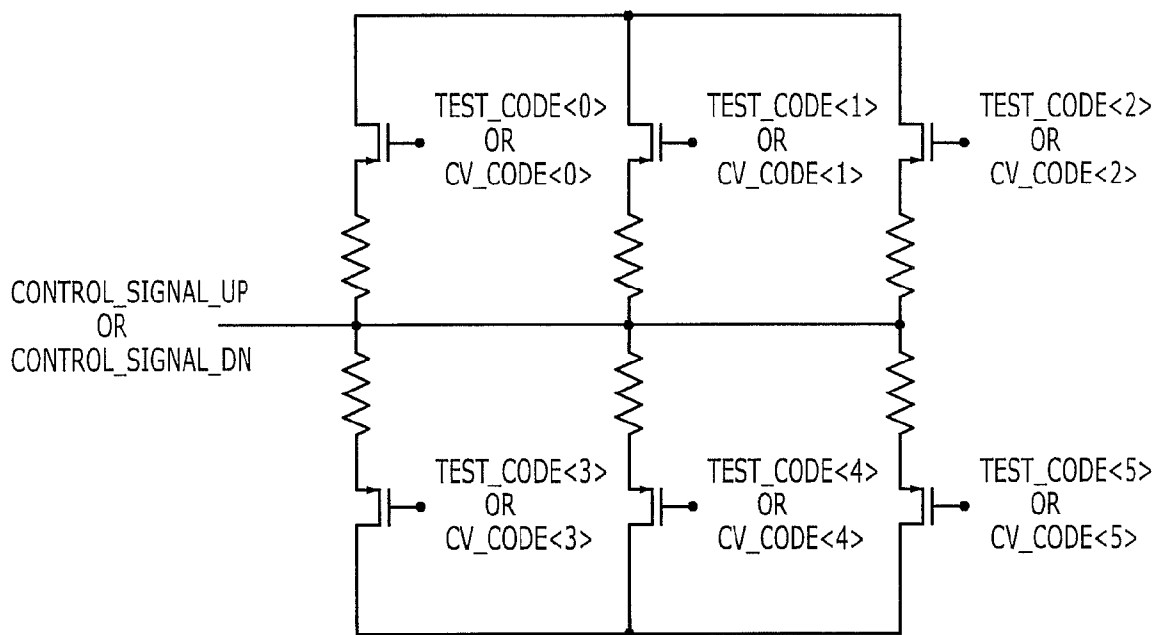 TEST_CODE<0>
OR
CV_CODE<0>
TEST_CODE<1>
OR
CV_CODE<1>
TEST_CODE<2>
OR
CV_CODE<2>
CONTROL_SIGNAL_UP
OR
CONTROL_SIGNAL_DN
TEST_CODE<3>
OR
CV_CODE<3>
TEST_CODE<4>
OR
CV_CODE<4>
TEST_CODE<5>
OR
CV_CODE<5>